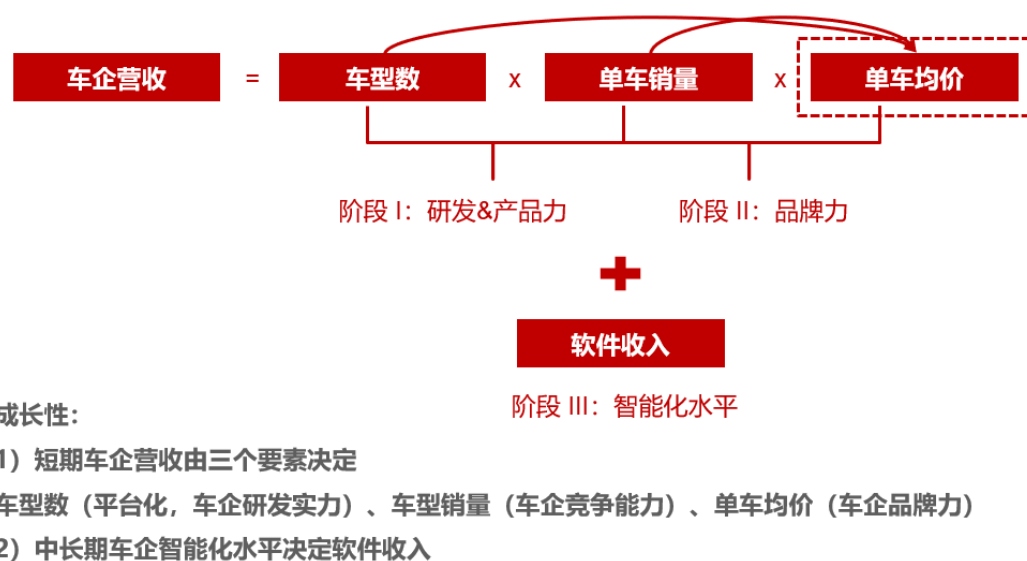 车企营收 = 车型数 x 单车销量 x 单车均价
阶段 I：研发&产品力 阶段 II：品牌力
软件收入
阶段 III：智能化水平
成长性：
1）短期车企营收由三个要素决定
车型数（平台化，车企研发实力）、车型销量（车企竞争能力）、单车均价（车企品牌力）
2）中长期车企智能化水平决定软件收入